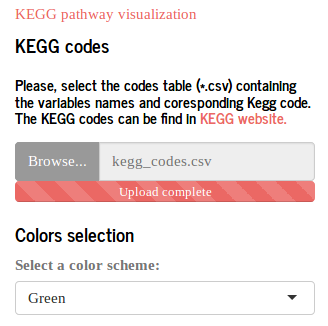 KEGG pathway visualization
KEGG codes
Please, select the codes table (*.csv) containing
the variables names and coresponding Kegg code.
The KEGG codes can be find in KEGG website.
Browse... kegg_codes.csv
Upload complete
Colors selection
Select a color scheme:
Green